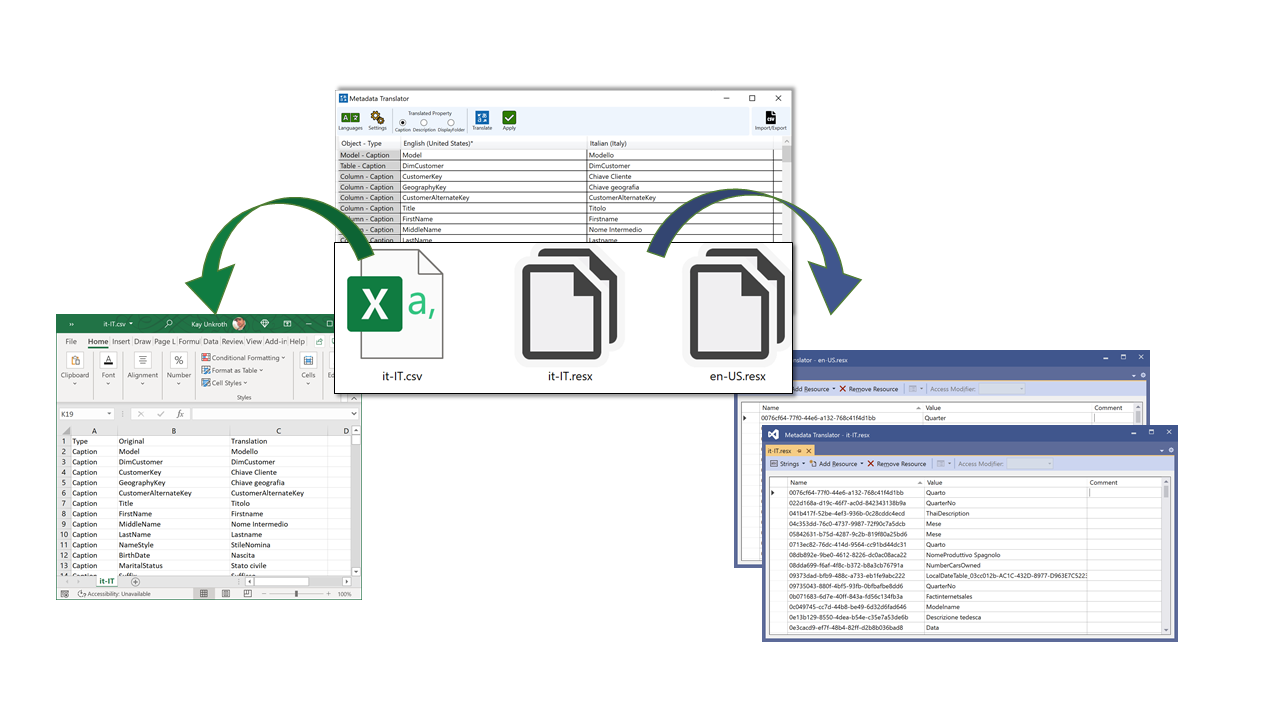 Metadata Translator
Languages Settings Translated Property Caption Description DisplayFolder Translate Apply Import/Export
Object - Type English (United States)* Italian (Italy)
Model - Caption Model Modello
Table - Caption DimCustomer DimCustomer
Column - Caption CustomerKey Chiave Cliente
Column - Caption GeographyKey Chiave geografia
Column - Caption CustomerAlternateKey CustomerAlternateKey
Column - Caption Title Titolo
Column - Caption FirstName Firstname
Column - Caption MiddleName Nome Intermedio
Caption LastName Lastname
X a,
it-IT.csv it-IT.resx en-US.resx
it-IT.csv Kay Unkroth
File Home Insert Draw Page L Formu Data Review View Add-in Help
Clipboard Font Alignment % Number Conditional Formatting Format as Table Cell Styles Styles Cells
K19 fx
A B C D
1 Type Original Translation
2 Caption Model Modello
3 Caption DimCustomer DimCustomer
4 Caption CustomerKey Chiave Cliente
5 Caption GeographyKey Chiave geografia
6 Caption CustomerAlternateKey CustomerAlternateKey
7 Caption Title Titolo
8 Caption FirstName Firstname
9 Caption MiddleName Nome Intermedio
10 Caption LastName Lastname
11 Caption NameStyle StileNomina
12 Caption BirthDate Nascita
13 Caption MaritalStatus Stato civile
it-IT
Accessibility: Unavailable 100%
anslator - en-US.resx
dd Resource Remove Resource Access Modifier:
Name Value Comment
0076cf64-77f0-44e6-a132-768c41f4d1bb Quarter
Metadata Translator - it-IT.resx
it-IT.resx
Strings Add Resource Remove Resource Access Modifier:
Name Value Comment
0076cf64-77f0-44e6-a132-768c41f4d1bb Quarto
022d168a-d19c-46f7-ac0d-842343138b9a QuarterNo
041b417f-52be-4ef3-936b-0c28cddc4ecd ThaiDescription
04c353dd-76c0-4737-9987-72f90c7a5dcb Mese
05842631-b75d-4287-9c2b-819f80a25bd6 Mese
0713ec82-76dc-414d-9564-cc91bd44dc31 Quarto
08db892e-9be0-4612-8226-dc0ac08aca22 NomeProduttivo Spagnolo
08dda699-f6af-4f8c-b372-b8a3cb76791a NumberCarsOwned
09373dad-bfb9-488c-a733-eb1fe9abc222 LocalDateTable_03cc012b-AC1C-432D-8977-D963E7C5223
09735043-880f-4bf5-93fb-0bfbafbe8dd6 QuarterNo
0b071683-6d7e-40ff-843a-fd56c134fb3a Factinternetsales
0c049745-cc7d-44b8-be49-6d32d6fad646 Modelname
0e13b129-8550-4dea-b54e-c35e7a53de6b Descrizione tedesca
0e3cacd9-ef7f-48b4-82ff-d2b8b036bad8 Data